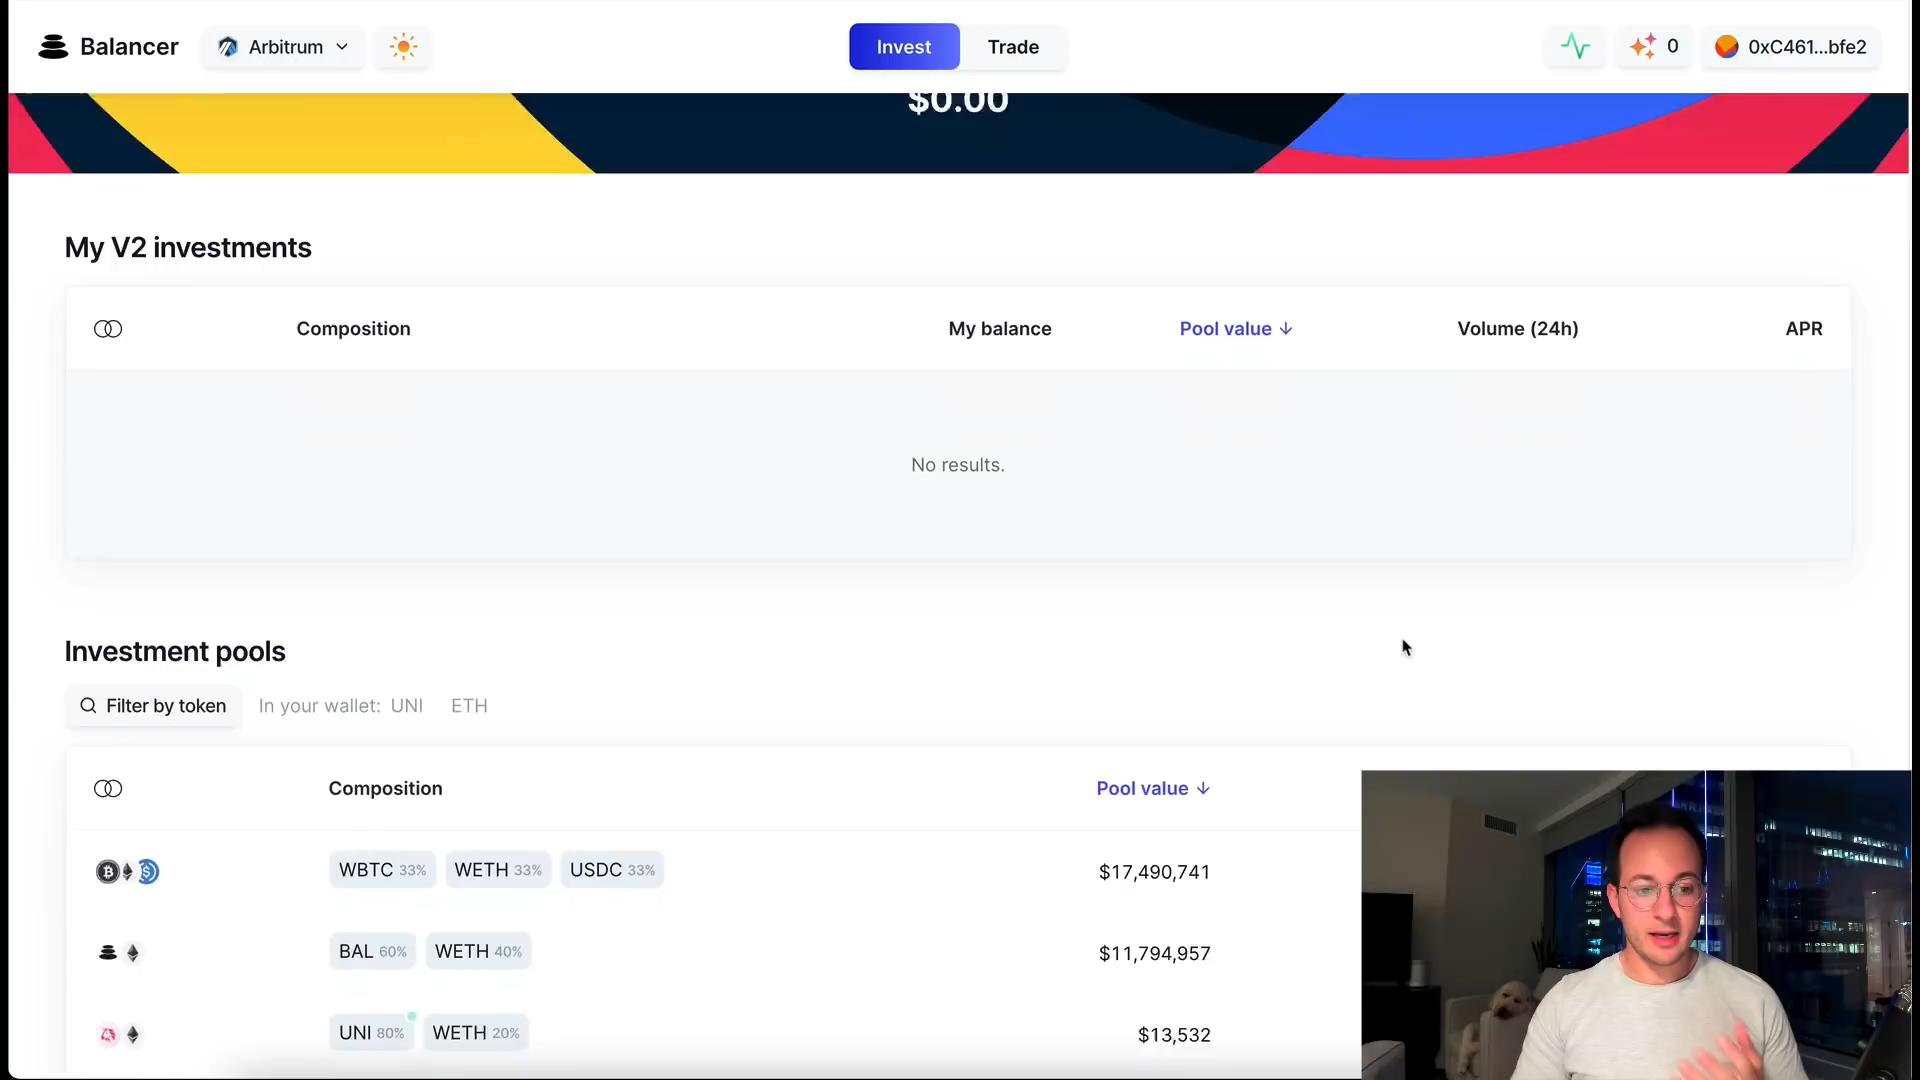 Balancer Arbitrum Invest Trade 0 0xC461...bfe2
$0.00
My V2 investments
Composition My balance Pool value ↓ Volume (24h) APR
No results.
Investment pools
Filter by token In your wallet: UNI ETH
Composition Pool value ↓
WBTC 33% WETH 33% USDC 33% $17,490,741
BAL 60% WETH 40% $11,794,957
UNI 80% WETH 20% $13,532